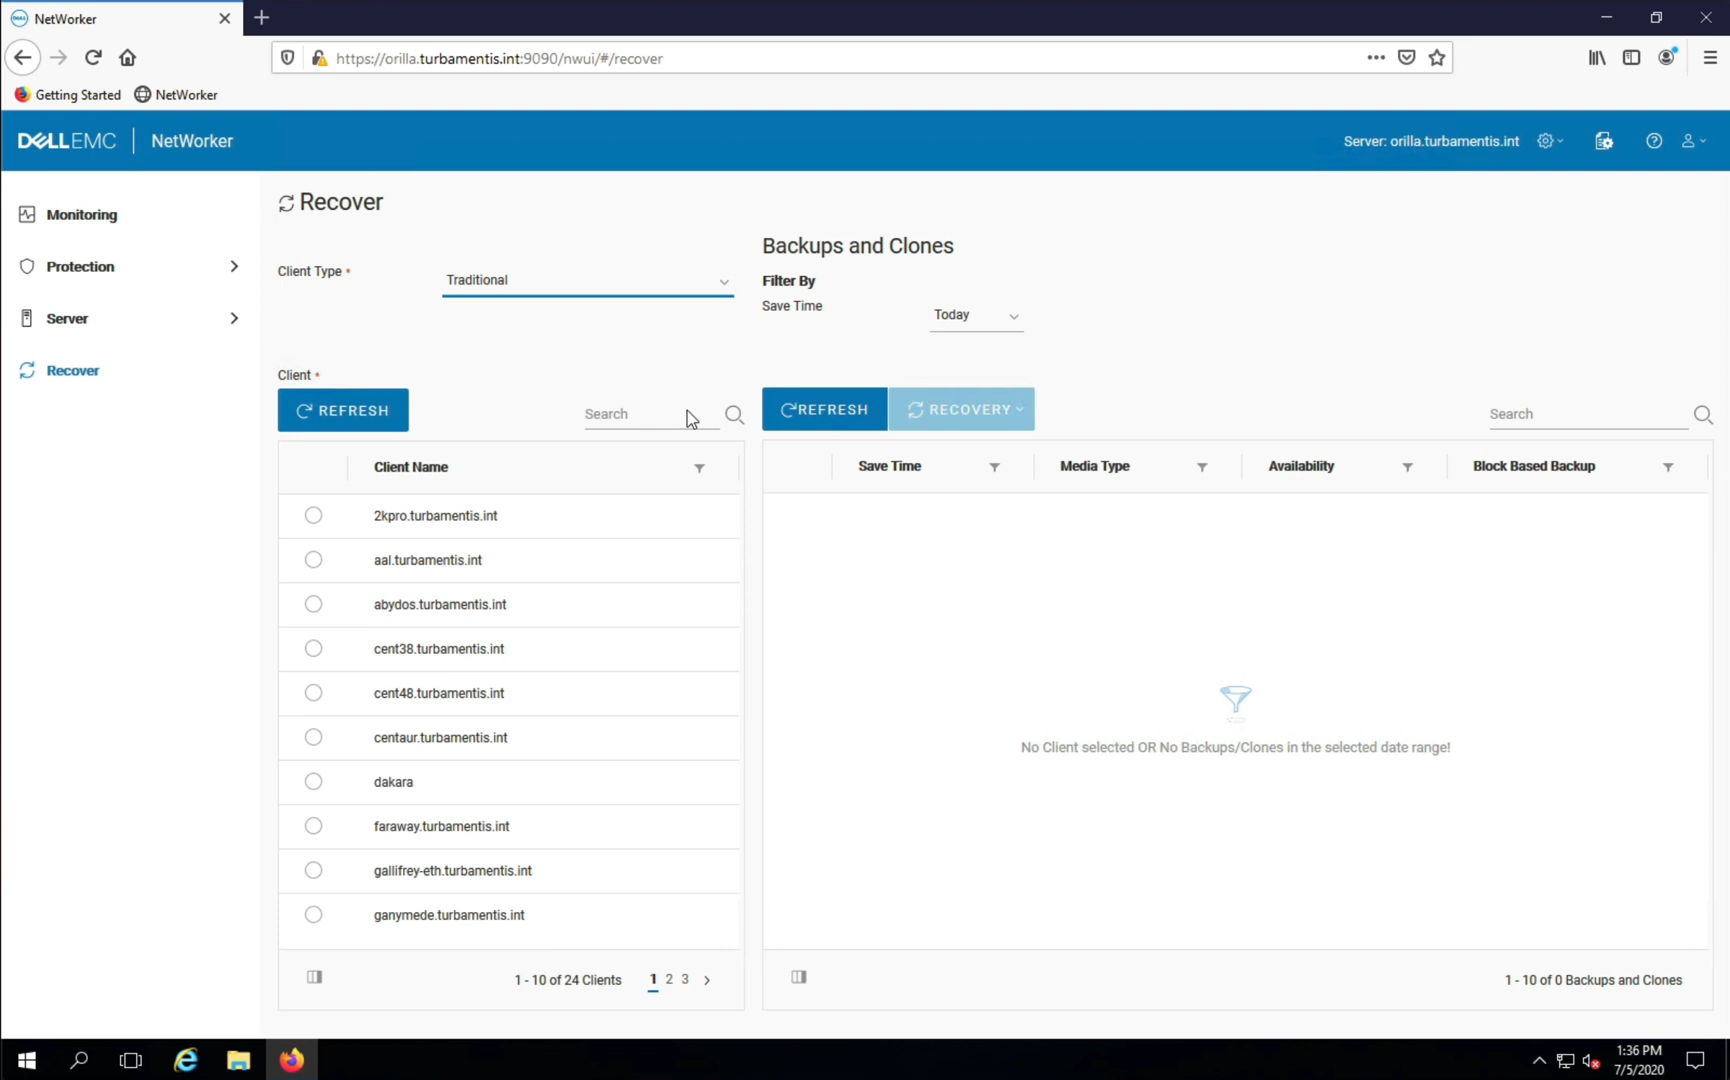 NetWorker
https://orilla.turbamentis.int:9090/nwui/#/recover
Getting Started
NetWorker
DELLEMC
NetWorker
Server: orilla.turbamentis.int
Monitoring
Protection
Server
Recover
Recover
Client Type *
Traditional
Backups and Clones
Filter By
Save Time
Today
Client *
REFRESH
Search
REFRESH
RECOVERY
Search
Client Name
Save Time
Media Type
Availability
Block Based Backup
2kpro.turbamentis.int
aal.turbamentis.int
abydos.turbamentis.int
cent38.turbamentis.int
cent48.turbamentis.int
centaur.turbamentis.int
dakara
faraway.turbamentis.int
gallifrey-eth.turbamentis.int
ganymede.turbamentis.int
No Client selected OR No Backups/Clones in the selected date range!
1 - 10 of 24 Clients
1 2 3
1 - 10 of 0 Backups and Clones
1:36 PM
7/5/2020